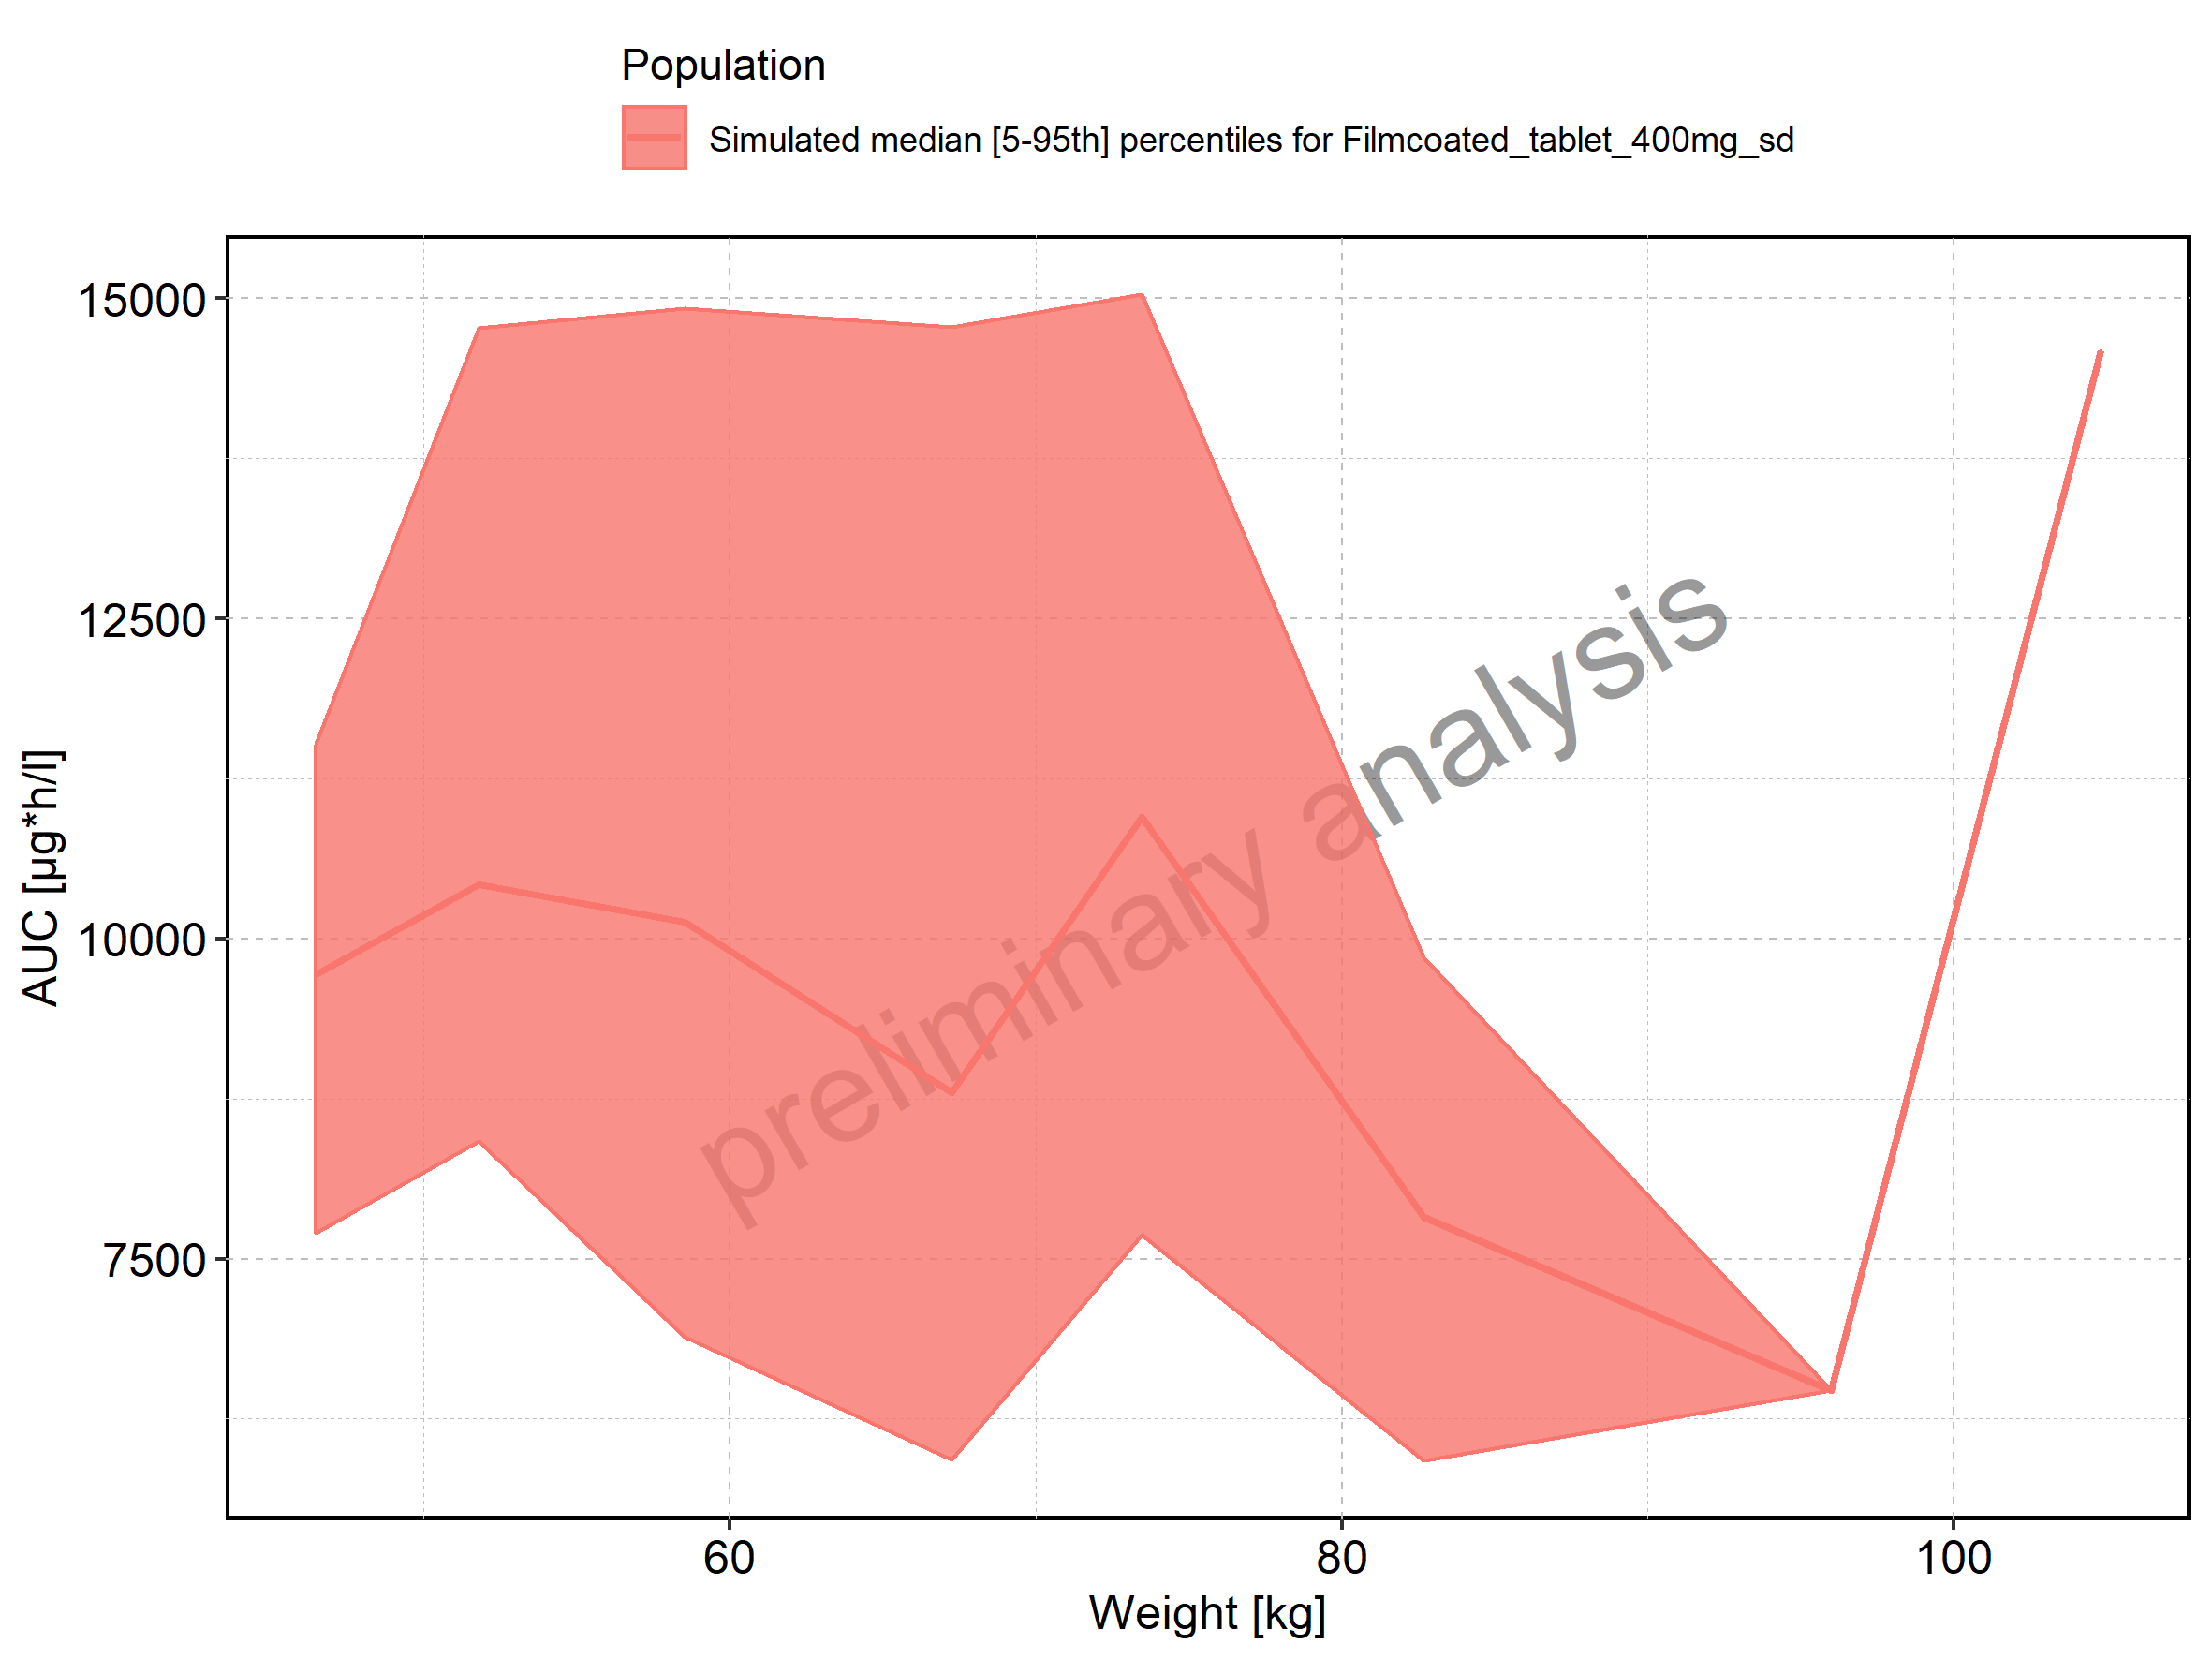 Population
Simulated median [5-95th] percentiles for Filmcoated_tablet_400mg_sd
15000
12500
10000
7500
AUC [µg*h/l]
preliminary analysis
60 80 100
Weight [kg]